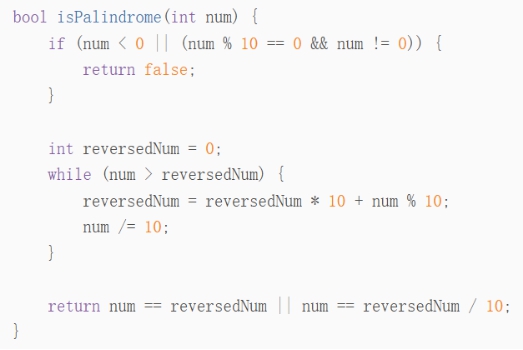 bool isPalindrome(int num) {
    if (num < 0 || (num % 10 == 0 && num != 0)) {
        return false;
    }

    int reversedNum = 0;
    while (num > reversedNum) {
        reversedNum = reversedNum * 10 + num % 10;
        num /= 10;
    }

    return num == reversedNum || num == reversedNum / 10;
}